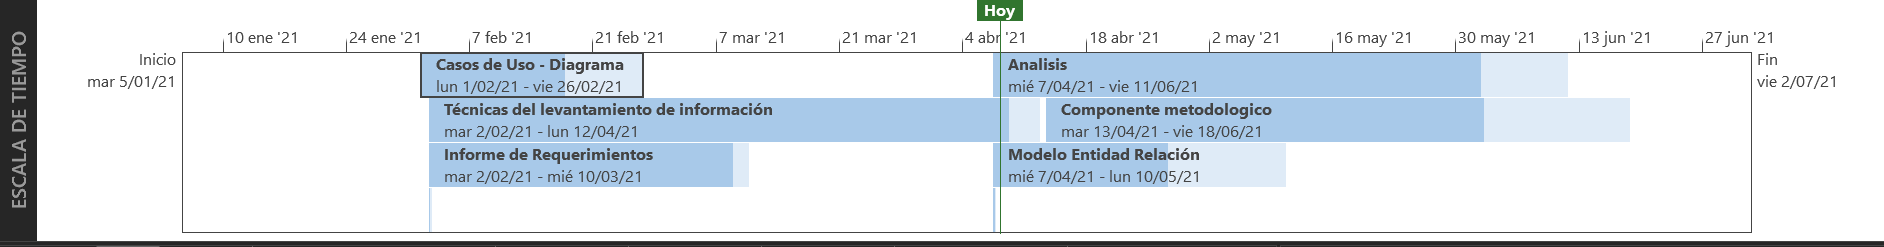 ESCALA DE TIEMPO
Hoy
10 ene '21
24 ene '21
7 feb '21
21 feb '21
7 mar '21
21 mar '21
4 abr '21
18 abr '21
2 may '21
16 may '21
30 may '21
13 jun '21
27 jun '21
Inicio
mar 5/01/21
Casos de Uso - Diagrama
lun 1/02/21 - vie 26/02/21
Analisis
mié 7/04/21 - vie 11/06/21
Fin
vie 2/07/21
Técnicas del levantamiento de información
mar 2/02/21 - lun 12/04/21
Componente metodologico
mar 13/04/21 - vie 18/06/21
Informe de Requerimientos
mar 2/02/21 - mié 10/03/21
Modelo Entidad Relación
mié 7/04/21 - lun 10/05/21